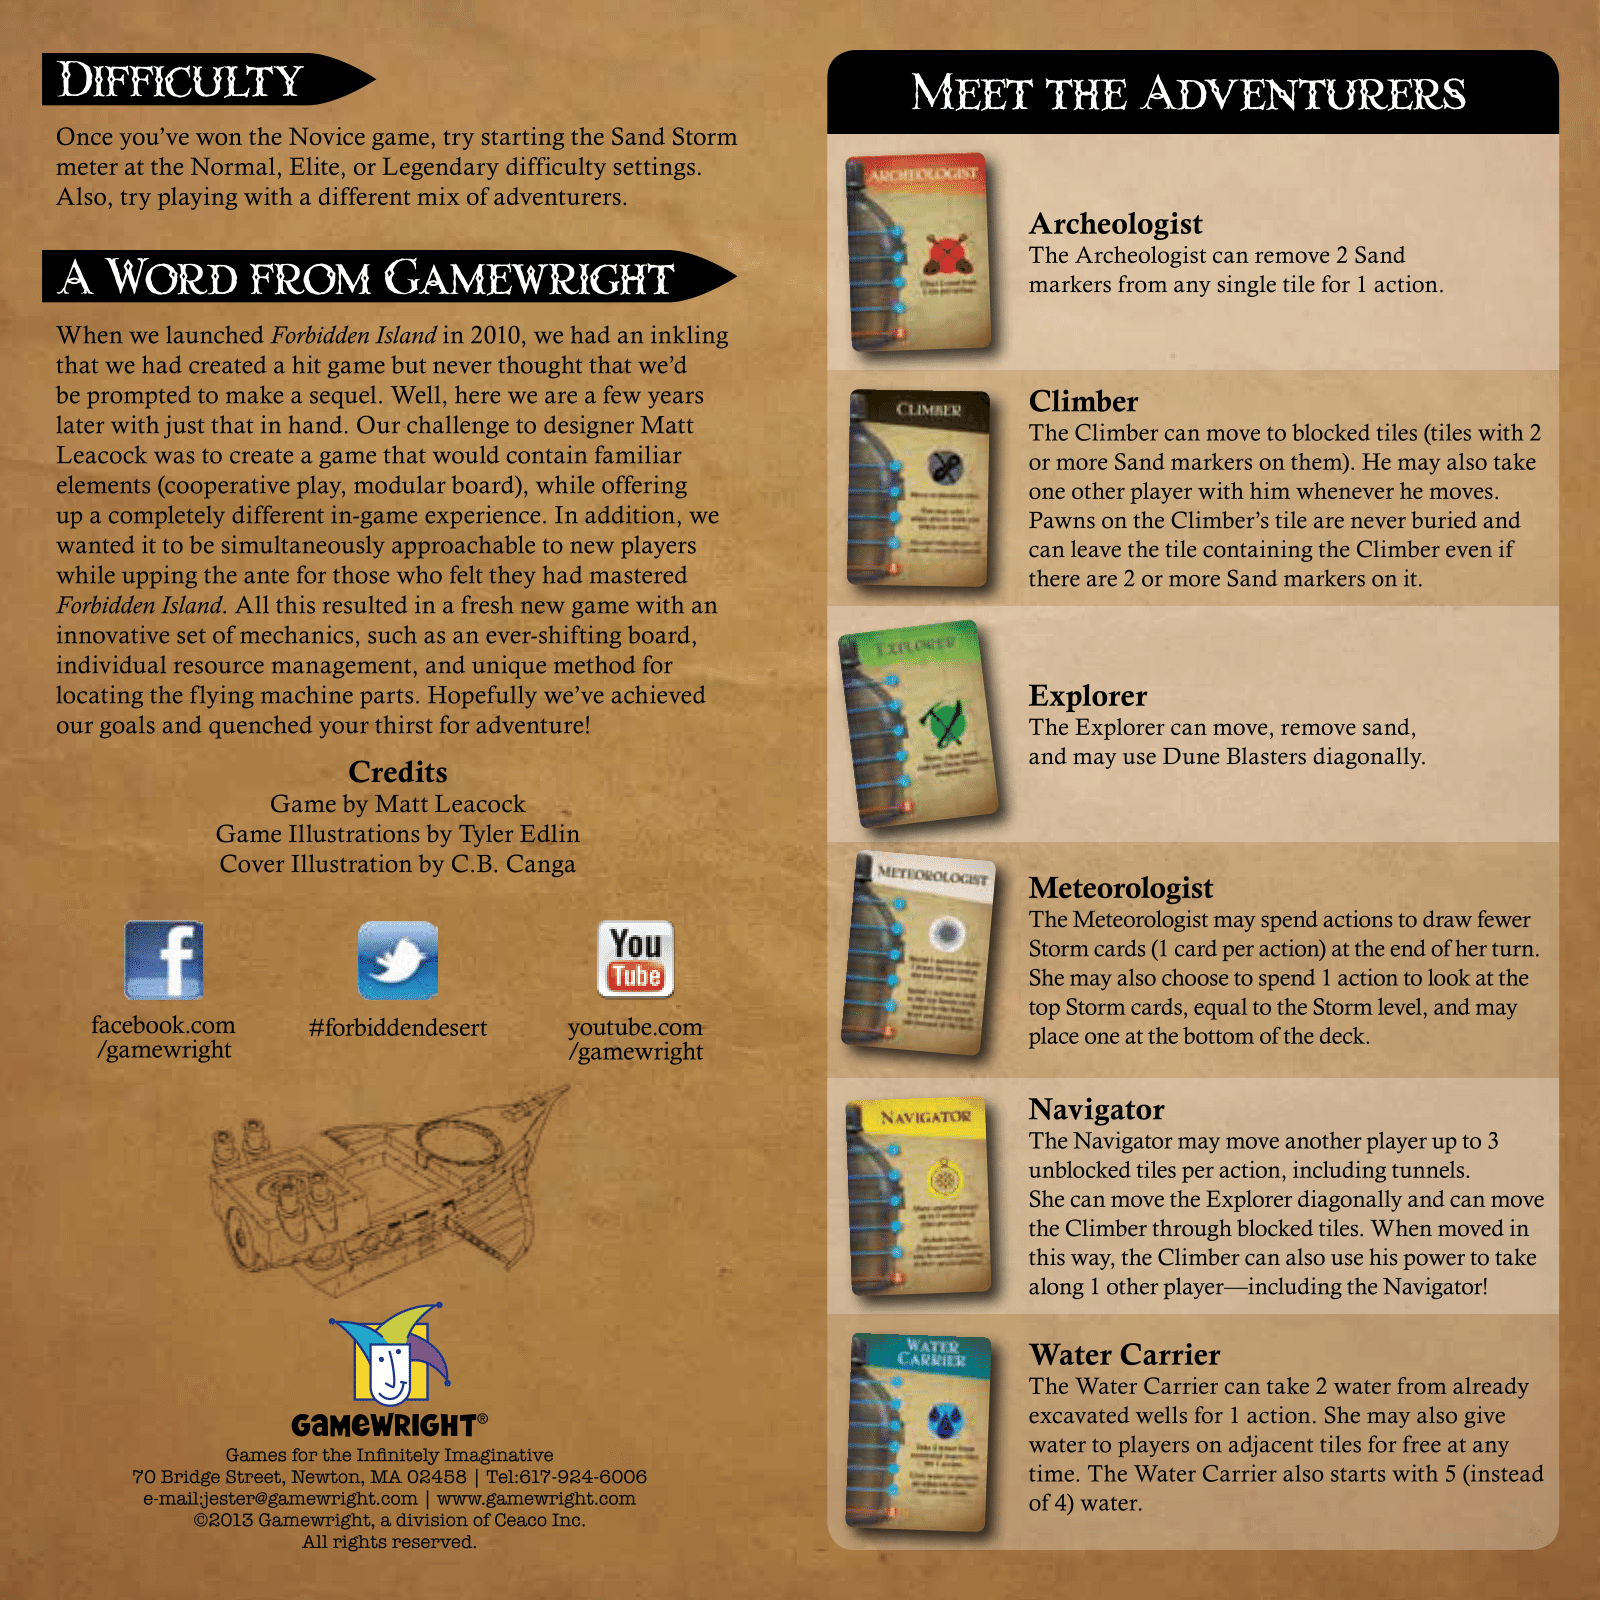 DIFFICULTY
Once you've won the Novice game, try starting the Sand Storm
meter at the Normal, Elite, or Legendary difficulty settings.
Also, try playing with a different mix of adventurers.
A WORD FROM GAMEWRIGHT
When we launched Forbidden Island in 2010, we had an inkling
that we had created a hit game but never thought that we'd
be prompted to make a sequel. Well, here we are a few years
later with just that in hand. Our challenge to designer Matt
Leacock was to create a game that would contain familiar
elements (cooperative play, modular board), while offering
up a completely different in-game experience. In addition, we
wanted it to be simultaneously approachable to new players
while upping the ante for those who felt they had mastered
Forbidden Island. All this resulted in a fresh new game with an
innovative set of mechanics, such as an ever-shifting board,
individual resource management, and unique method for
locating the flying machine parts. Hopefully we've achieved
our goals and quenched your thirst for adventure!
Credits
Game by Matt Leacock
Game Illustrations by Tyler Edlin
Cover Illustration by C.B. Canga
f
You
Tube
facebook.com
/gamewright
#forbiddendesert
youtube.com
/gamewright
GAMEWRIGHT®
Games for the Infinitely Imaginative
70 Bridge Street, Newton, MA 02458 | Tel:617-924-6006
e-mail:jester@gamewright.com | www.gamewright.com
©2013 Gamewright, a division of Ceaco Inc.
All rights reserved.
MEET THE ADVENTURERS
ARCHEOLOGIST
Archeologist
The Archeologist can remove 2 Sand
markers from any single tile for 1 action.
CLIMBER
Climber
The Climber can move to blocked tiles (tiles with 2
or more Sand markers on them). He may also take
one other player with him whenever he moves.
Pawns on the Climber's tile are never buried and
can leave the tile containing the Climber even if
there are 2 or more Sand markers on it.
EXPLORER
Explorer
The Explorer can move, remove sand,
and may use Dune Blasters diagonally.
METEOROLOGIST
Meteorologist
The Meteorologist may spend actions to draw fewer
Storm cards (1 card per action) at the end of her turn.
She may also choose to spend 1 action to look at the
top Storm cards, equal to the Storm level, and may
place one at the bottom of the deck.
NAVIGATOR
Navigator
The Navigator may move another player up to 3
unblocked tiles per action, including tunnels.
She can move the Explorer diagonally and can move
the Climber through blocked tiles. When moved in
this way, the Climber can also use his power to take
along 1 other player—including the Navigator!
WATER
CARRIER
Water Carrier
The Water Carrier can take 2 water from already
excavated wells for 1 action. She may also give
water to players on adjacent tiles for free at any
time. The Water Carrier also starts with 5 (instead
of 4) water.